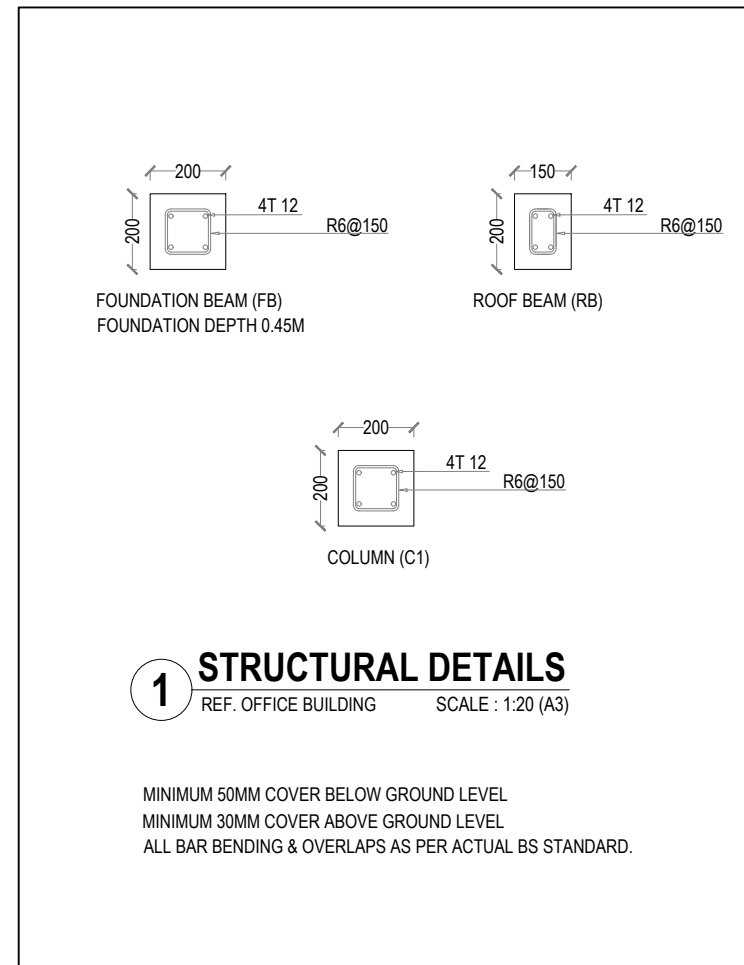 200
4T 12
R6@150
200
FOUNDATION BEAM (FB)
FOUNDATION DEPTH 0.45M
150
4T 12
R6@150
200
ROOF BEAM (RB)
200
4T 12
R6@150
200
COLUMN (C1)
1
STRUCTURAL DETAILS
REF. OFFICE BUILDING SCALE : 1:20 (A3)
MINIMUM 50MM COVER BELOW GROUND LEVEL
MINIMUM 30MM COVER ABOVE GROUND LEVEL
ALL BAR BENDING & OVERLAPS AS PER ACTUAL BS STANDARD.